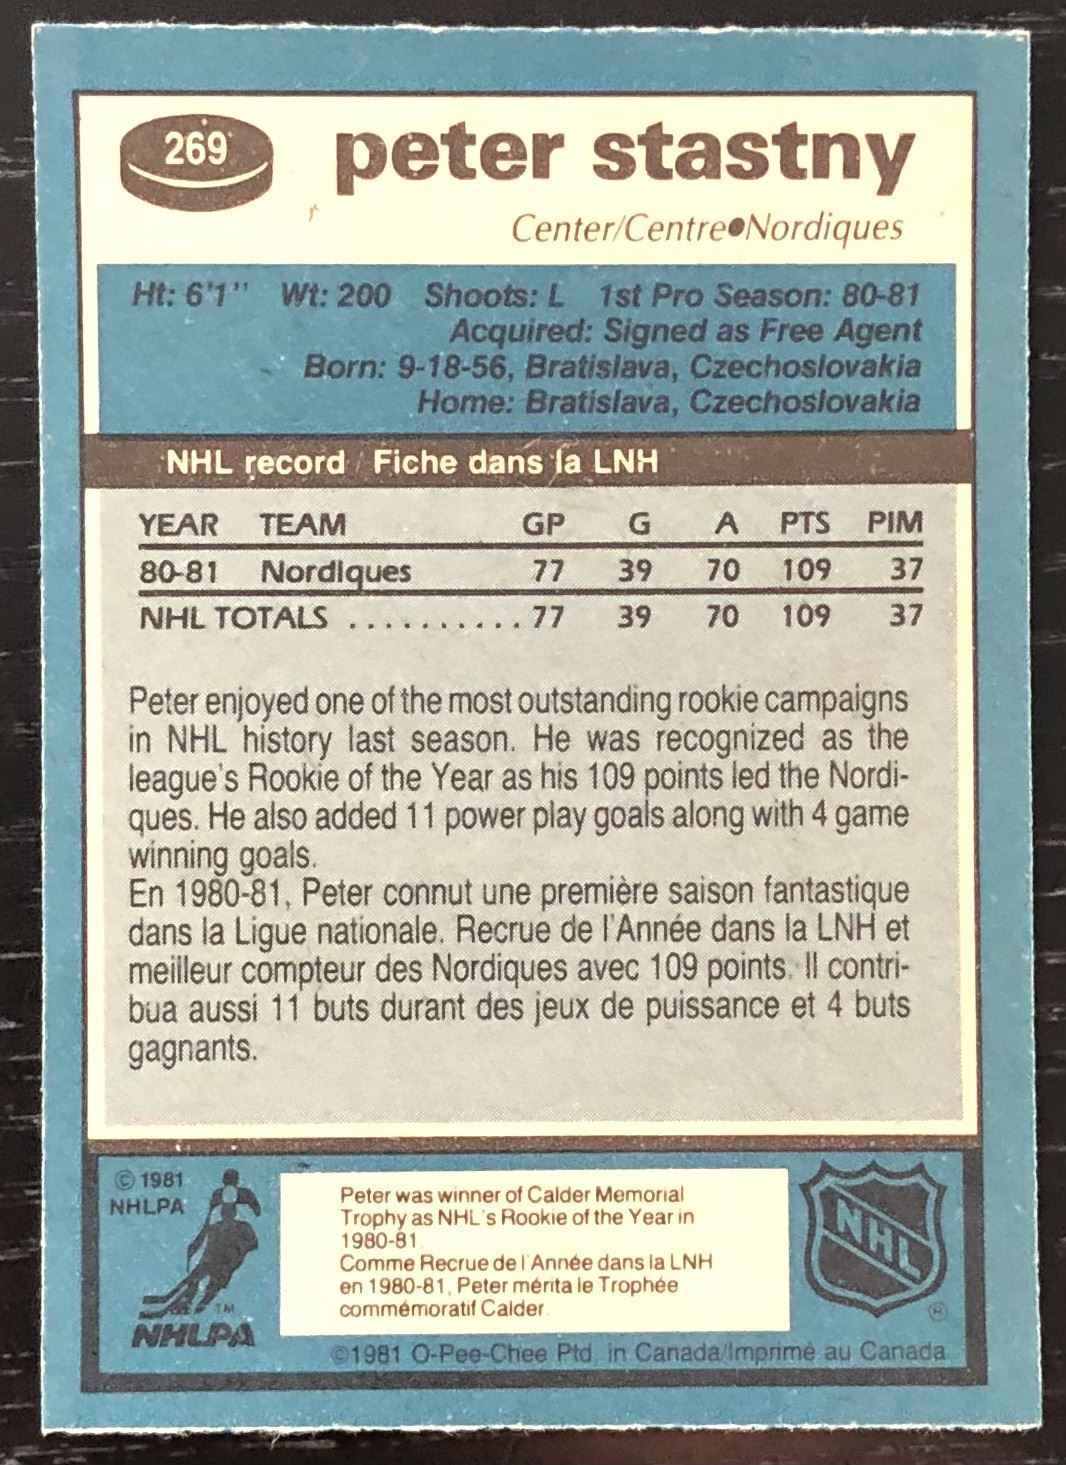 269
peter stastny
Center/Centre●Nordiques
Ht: 6'1" Wt: 200 Shoots: L 1st Pro Season: 80-81
Acquired: Signed as Free Agent
Born: 9-18-56, Bratislava, Czechoslovakia
Home: Bratislava, Czechoslovakia
NHL record / Fiche dans la LNH
YEAR TEAM GP G A PTS PIM
80-81 Nordiques 77 39 70 109 37
NHL TOTALS .......... 77 39 70 109 37
Peter enjoyed one of the most outstanding rookie campaigns
in NHL history last season. He was recognized as the
league's Rookie of the Year as his 109 points led the Nordi-
ques. He also added 11 power play goals along with 4 game
winning goals.
En 1980-81, Peter connut une première saison fantastique
dans la Ligue nationale. Recrue de l'Année dans la LNH et
meilleur compteur des Nordiques avec 109 points. Il contri-
bua aussi 11 buts durant des jeux de puissance et 4 buts
gagnants.
© 1981
NHLPA
TM
NHLPA
Peter was winner of Calder Memorial
Trophy as NHL's Rookie of the Year in
1980-81.
Comme Recrue de l'Année dans la LNH
en 1980-81, Peter mérita le Trophée
commémoratif Calder.
NHL
®
©1981 O-Pee-Chee Ptd. in Canada/Imprimé au Canada